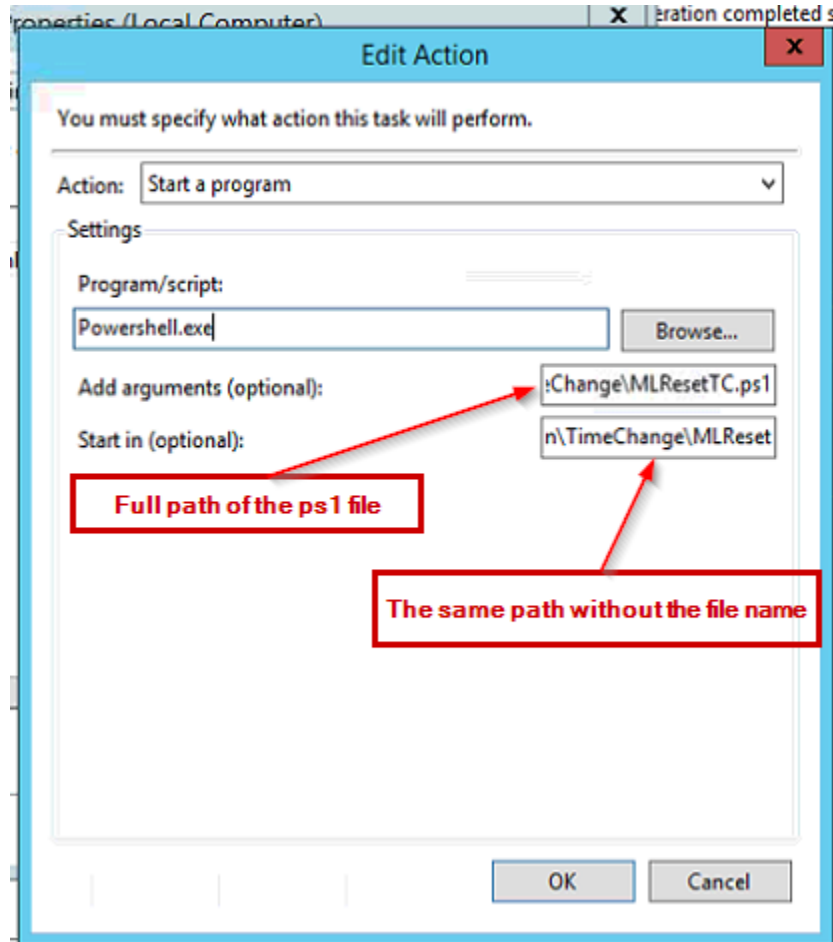 roperties (Local Computer)
x
eration completed s
Edit Action
x
You must specify what action this task will perform.
Action:
Start a program
Settings
Program/script:
Powershell.exe
Browse...
Add arguments (optional):
:Change\MLResetTC.ps1
Start in (optional):
n\TimeChange\MLReset
Full path of the ps1 file
The same path without the file name
OK
Cancel